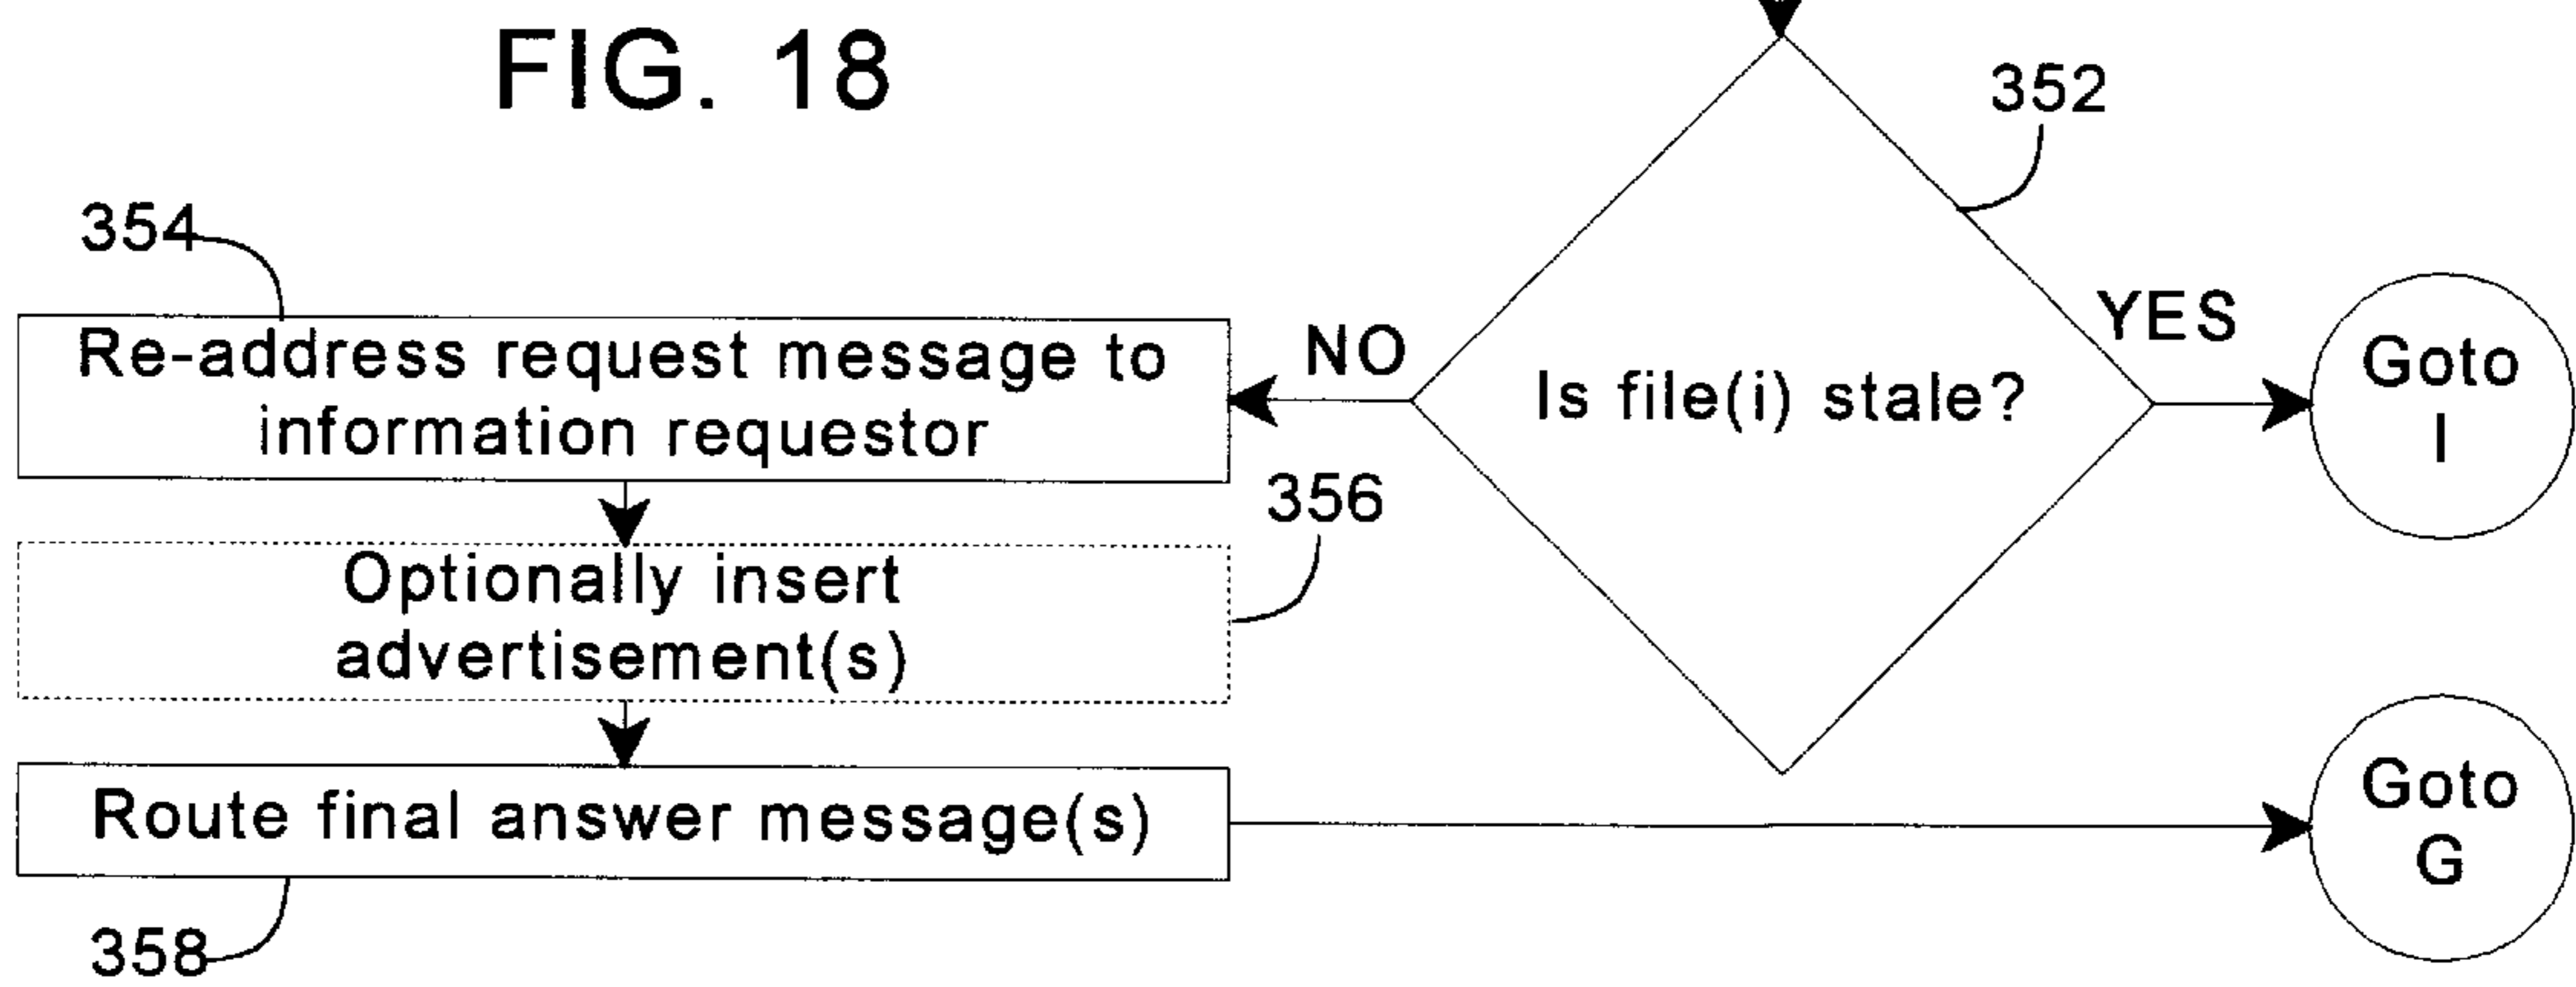 FIG. 18
352
354
Re-address request message to
information requestor
NO
Is file(i) stale?
YES
Goto
I
356
Optionally insert
advertisement(s)
Route final answer message(s)
Goto
G
358